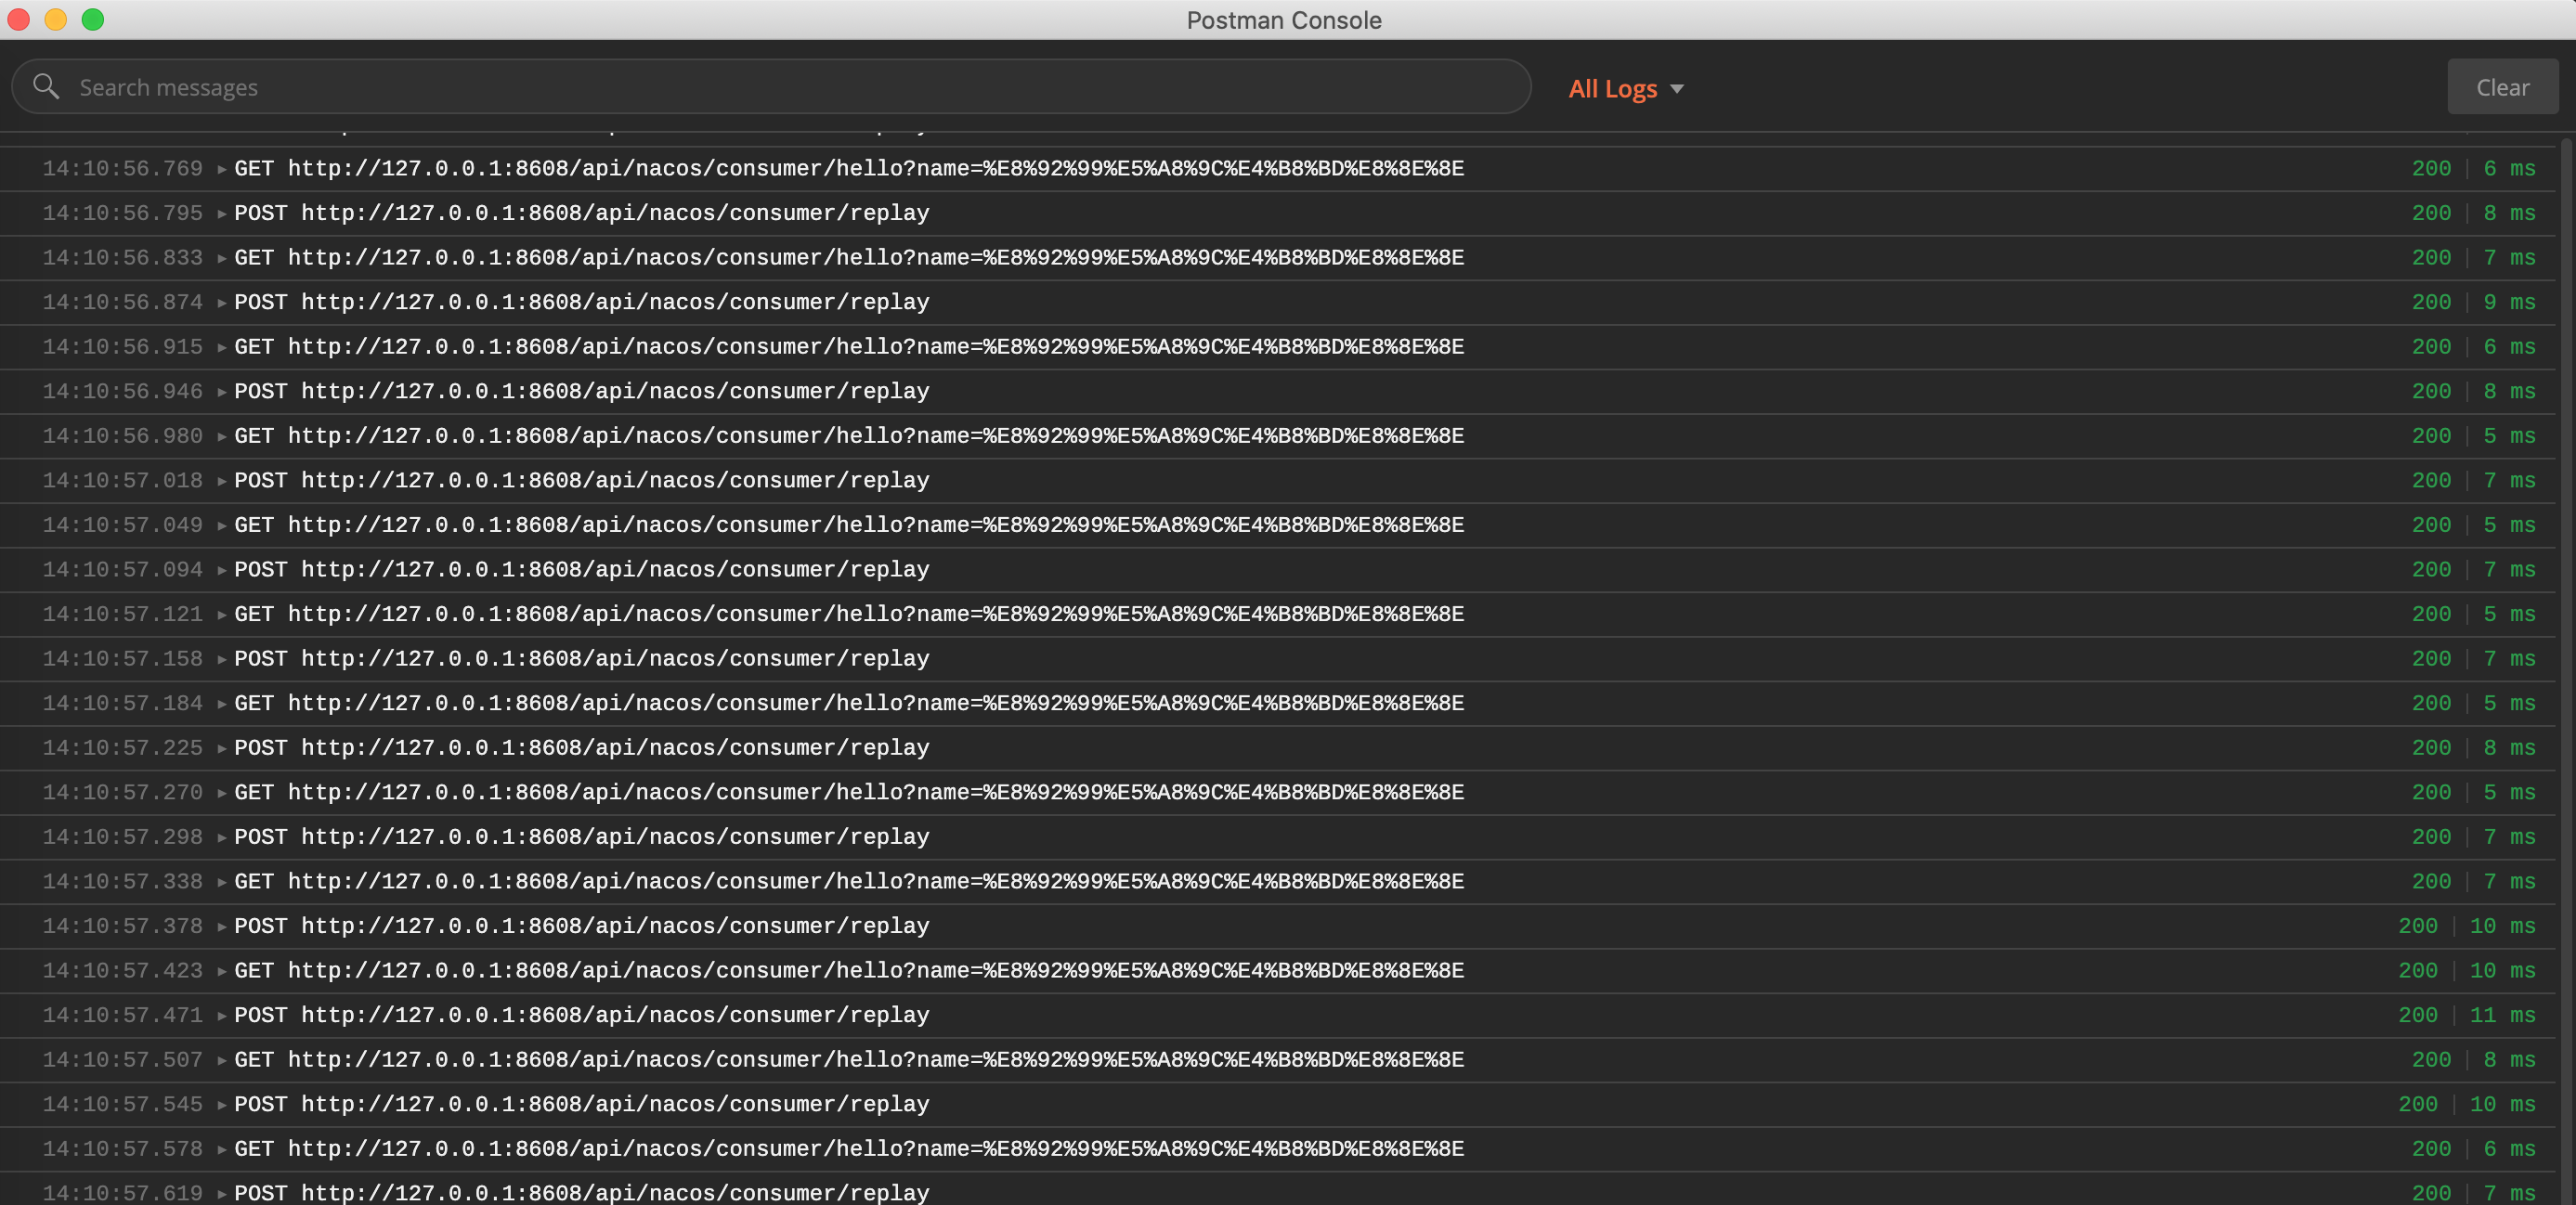 Postman Console
Search messages All Logs Clear
14:10:56.769 GET http://127.0.0.1:8608/api/nacos/consumer/hello?name=%E8%92%99%E5%A8%9C%E4%B8%BD%E8%8E%8E 200 6 ms
14:10:56.795 POST http://127.0.0.1:8608/api/nacos/consumer/replay 200 8 ms
14:10:56.833 GET http://127.0.0.1:8608/api/nacos/consumer/hello?name=%E8%92%99%E5%A8%9C%E4%B8%BD%E8%8E%8E 200 7 ms
14:10:56.874 POST http://127.0.0.1:8608/api/nacos/consumer/replay 200 9 ms
14:10:56.915 GET http://127.0.0.1:8608/api/nacos/consumer/hello?name=%E8%92%99%E5%A8%9C%E4%B8%BD%E8%8E%8E 200 6 ms
14:10:56.946 POST http://127.0.0.1:8608/api/nacos/consumer/replay 200 8 ms
14:10:56.980 GET http://127.0.0.1:8608/api/nacos/consumer/hello?name=%E8%92%99%E5%A8%9C%E4%B8%BD%E8%8E%8E 200 5 ms
14:10:57.018 POST http://127.0.0.1:8608/api/nacos/consumer/replay 200 7 ms
14:10:57.049 GET http://127.0.0.1:8608/api/nacos/consumer/hello?name=%E8%92%99%E5%A8%9C%E4%B8%BD%E8%8E%8E 200 5 ms
14:10:57.094 POST http://127.0.0.1:8608/api/nacos/consumer/replay 200 7 ms
14:10:57.121 GET http://127.0.0.1:8608/api/nacos/consumer/hello?name=%E8%92%99%E5%A8%9C%E4%B8%BD%E8%8E%8E 200 5 ms
14:10:57.158 POST http://127.0.0.1:8608/api/nacos/consumer/replay 200 7 ms
14:10:57.184 GET http://127.0.0.1:8608/api/nacos/consumer/hello?name=%E8%92%99%E5%A8%9C%E4%B8%BD%E8%8E%8E 200 5 ms
14:10:57.225 POST http://127.0.0.1:8608/api/nacos/consumer/replay 200 8 ms
14:10:57.270 GET http://127.0.0.1:8608/api/nacos/consumer/hello?name=%E8%92%99%E5%A8%9C%E4%B8%BD%E8%8E%8E 200 5 ms
14:10:57.298 POST http://127.0.0.1:8608/api/nacos/consumer/replay 200 7 ms
14:10:57.338 GET http://127.0.0.1:8608/api/nacos/consumer/hello?name=%E8%92%99%E5%A8%9C%E4%B8%BD%E8%8E%8E 200 7 ms
14:10:57.378 POST http://127.0.0.1:8608/api/nacos/consumer/replay 200 10 ms
14:10:57.423 GET http://127.0.0.1:8608/api/nacos/consumer/hello?name=%E8%92%99%E5%A8%9C%E4%B8%BD%E8%8E%8E 200 10 ms
14:10:57.471 POST http://127.0.0.1:8608/api/nacos/consumer/replay 200 11 ms
14:10:57.507 GET http://127.0.0.1:8608/api/nacos/consumer/hello?name=%E8%92%99%E5%A8%9C%E4%B8%BD%E8%8E%8E 200 8 ms
14:10:57.545 POST http://127.0.0.1:8608/api/nacos/consumer/replay 200 10 ms
14:10:57.578 GET http://127.0.0.1:8608/api/nacos/consumer/hello?name=%E8%92%99%E5%A8%9C%E4%B8%BD%E8%8E%8E 200 6 ms
14:10:57.619 POST http://127.0.0.1:8608/api/nacos/consumer/replay 200 7 ms